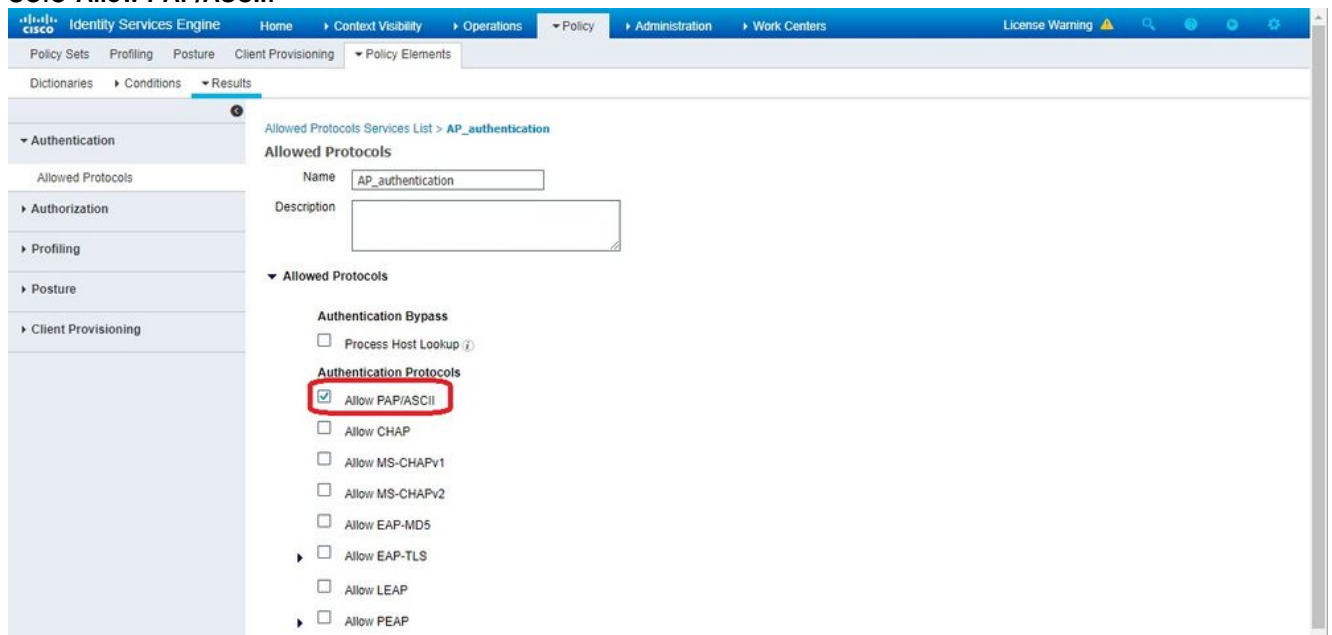 cisco Identity Services Engine Home Context Visibility Operations Policy Administration Work Centers License Warning
Policy Sets Profiling Posture Client Provisioning Policy Elements
Dictionaries Conditions Results
Authentication
Allowed Protocols
Authorization
Profiling
Posture
Client Provisioning
Allowed Protocols Services List > AP_authentication
Allowed Protocols
Name AP_authentication
Description
Allowed Protocols
Authentication Bypass
Process Host Lookup
Authentication Protocols
Allow PAP/ASCII
Allow CHAP
Allow MS-CHAPv1
Allow MS-CHAPv2
Allow EAP-MD5
Allow EAP-TLS
Allow LEAP
Allow PEAP